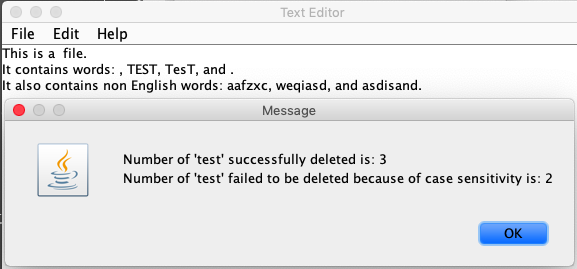 Text Editor
File Edit Help
This is a  file.
It contains words: , TEST, TesT, and .
It also contains non English words: aafzxc, weqiasd, and asdisand.
Message
Number of 'test' successfully deleted is: 3
Number of 'test' failed to be deleted because of case sensitivity is: 2
OK